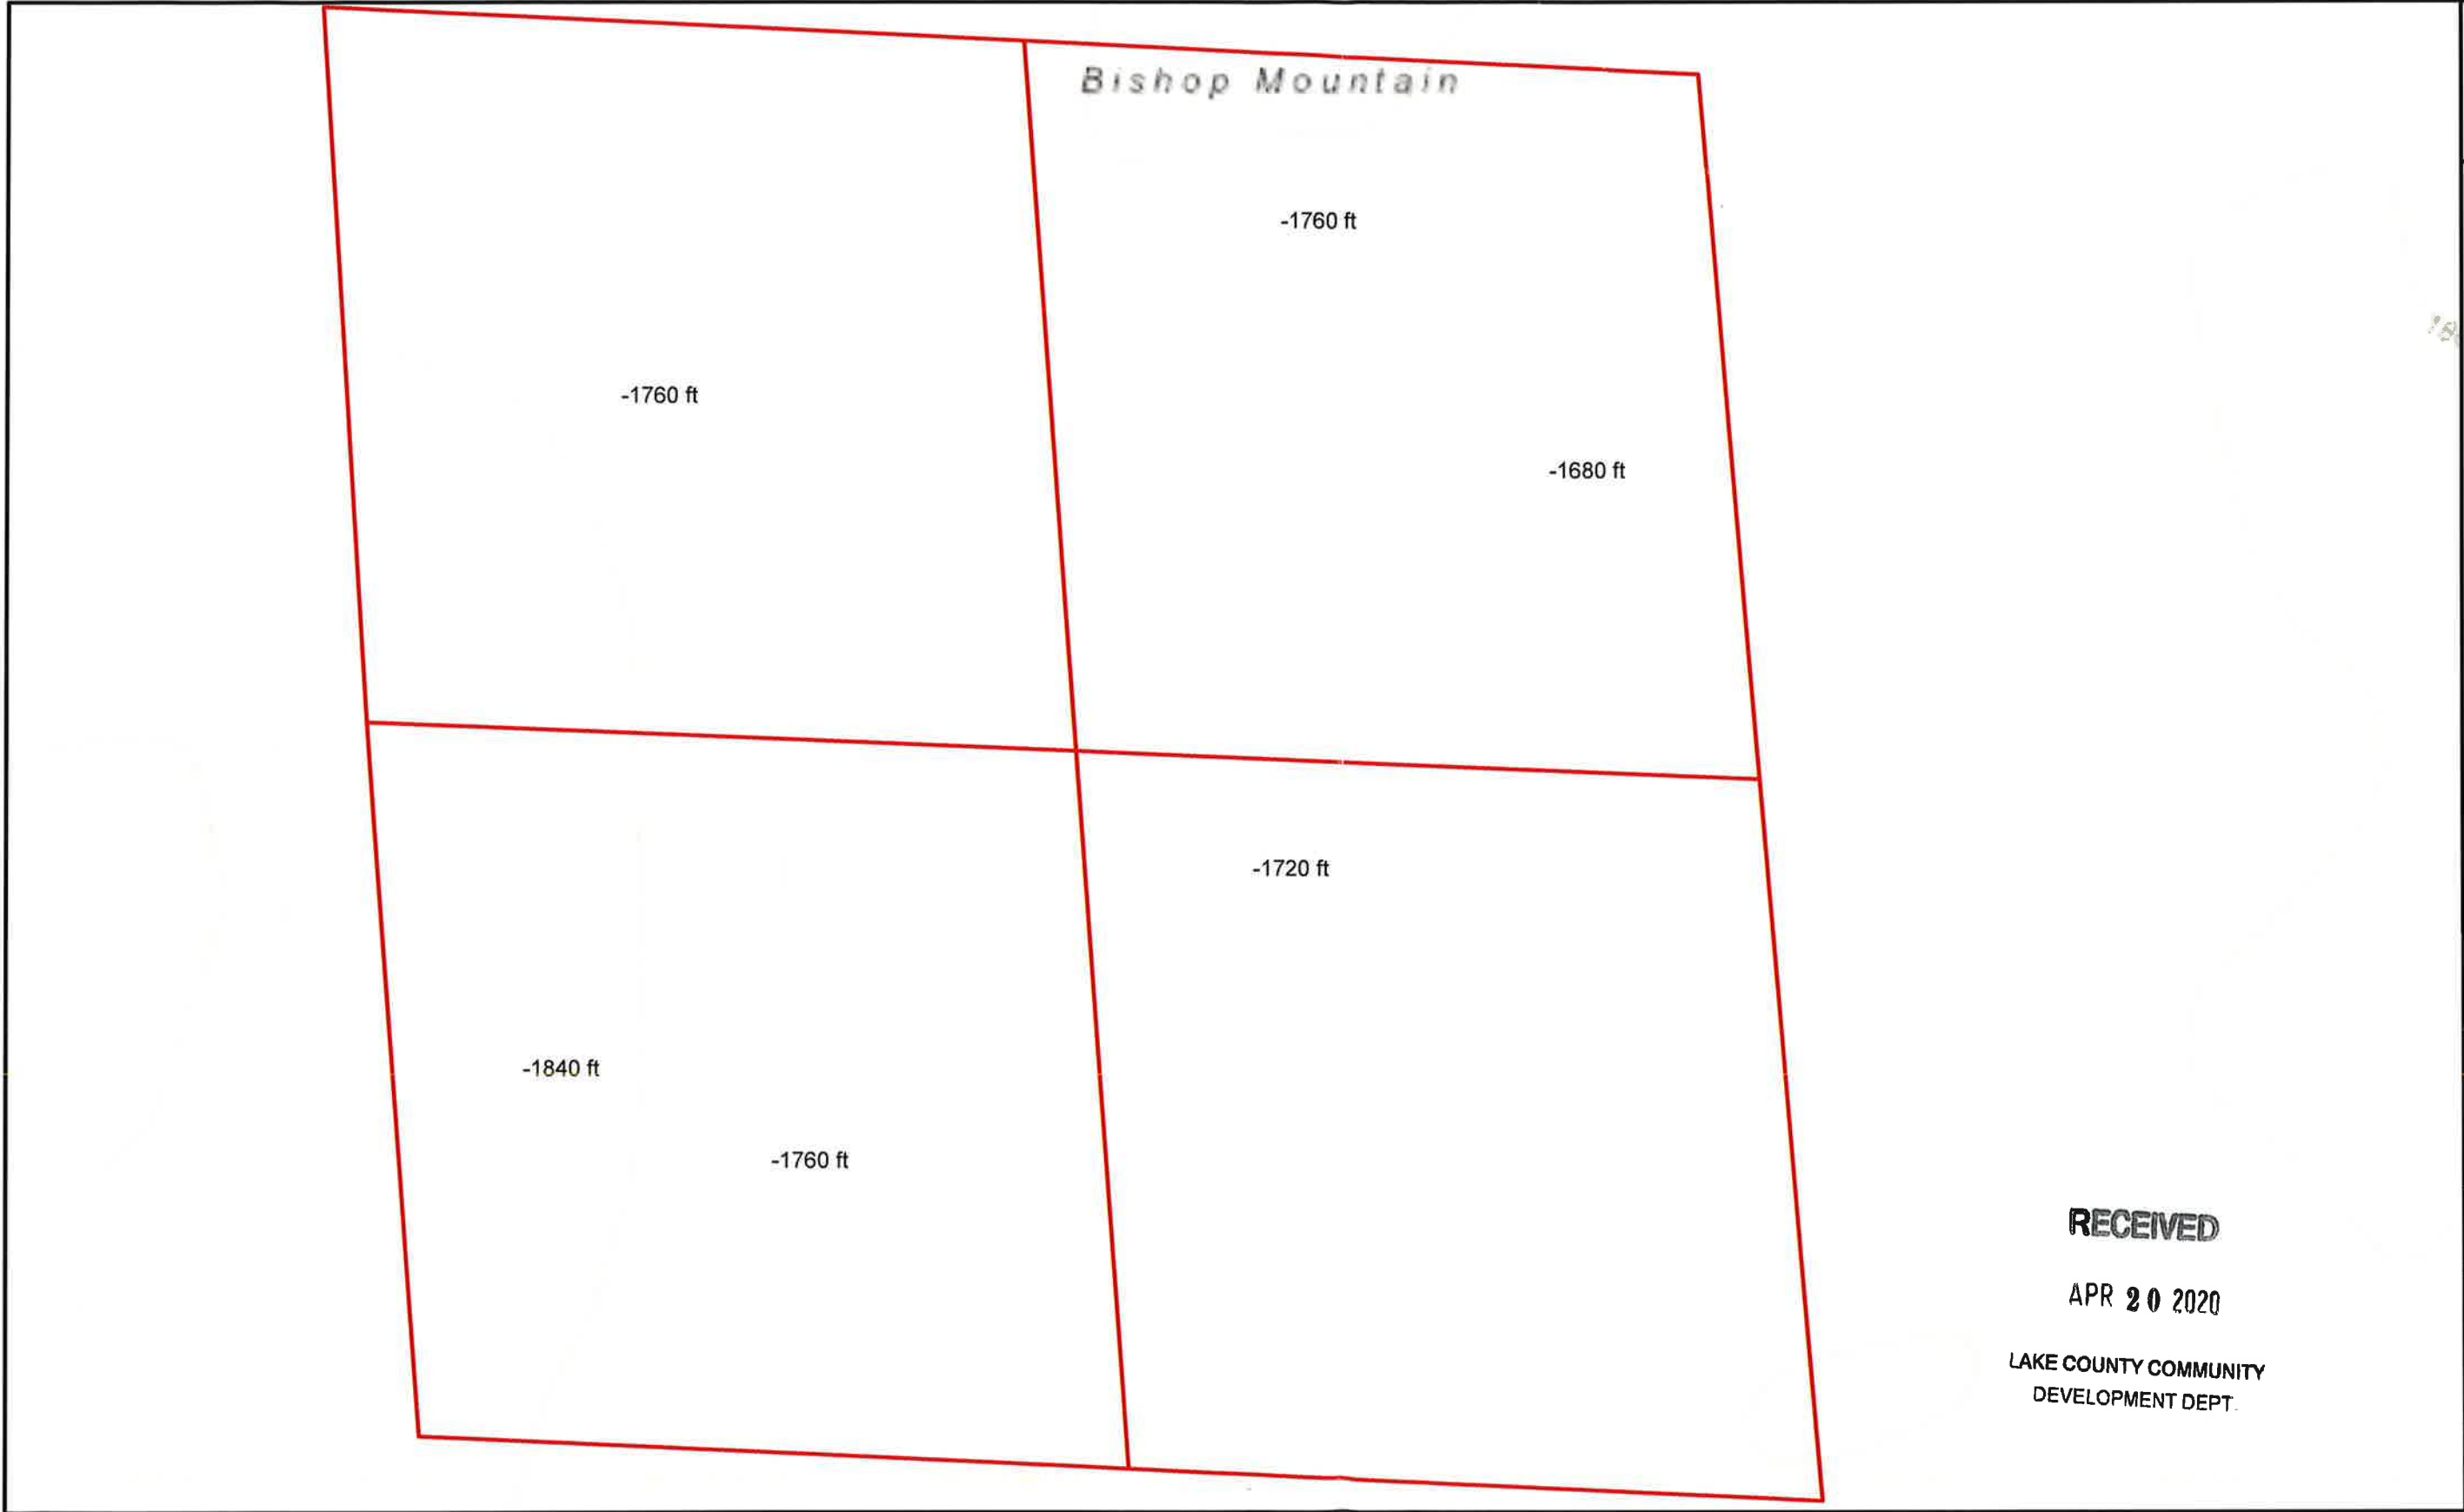 Bishop Mountain
-1760 ft
-1760 ft
-1680 ft
-1720 ft
-1840 ft
-1760 ft
RECEIVED
APR 20 2020
LAKE COUNTY COMMUNITY
DEVELOPMENT DEPT.